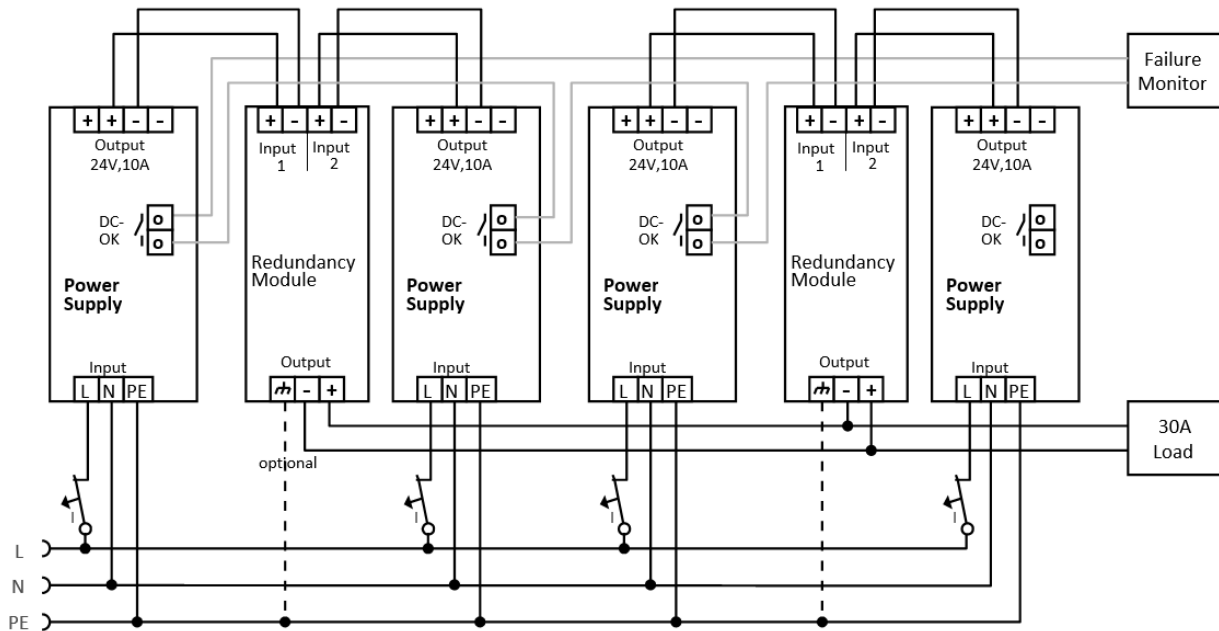 Failure
Monitor
+ + - -
Output
24V,10A
DC-
OK
o
o
Power
Supply
Input
L N PE
+ - + -
Input
1
Input
2
Redundancy
Module
Output
- +
optional
+ + - -
Output
24V,10A
DC-
OK
o
o
Power
Supply
Input
L N PE
+ + - -
Output
24V,10A
DC-
OK
o
o
Power
Supply
Input
L N PE
+ - + -
Input
1
Input
2
Redundancy
Module
Output
- +
+ + - -
Output
24V,10A
DC-
OK
o
o
Power
Supply
Input
L N PE
30A
Load
I
I
I
I
L
N
PE